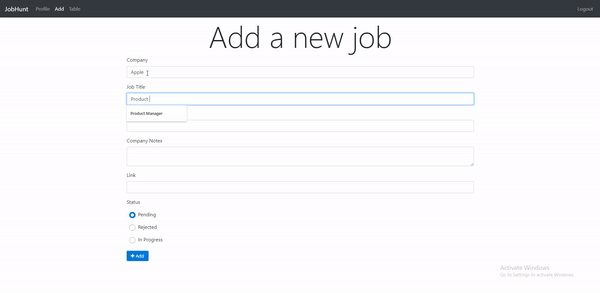 JobHunt Profile Add Table Logout
Add a new job
Company
Apple
Job Title
Product
Product Manager
Company Notes
Link
Status
Pending
Rejected
In Progress
+ Add
Activate Windows
Go to Settings to activate Windows.